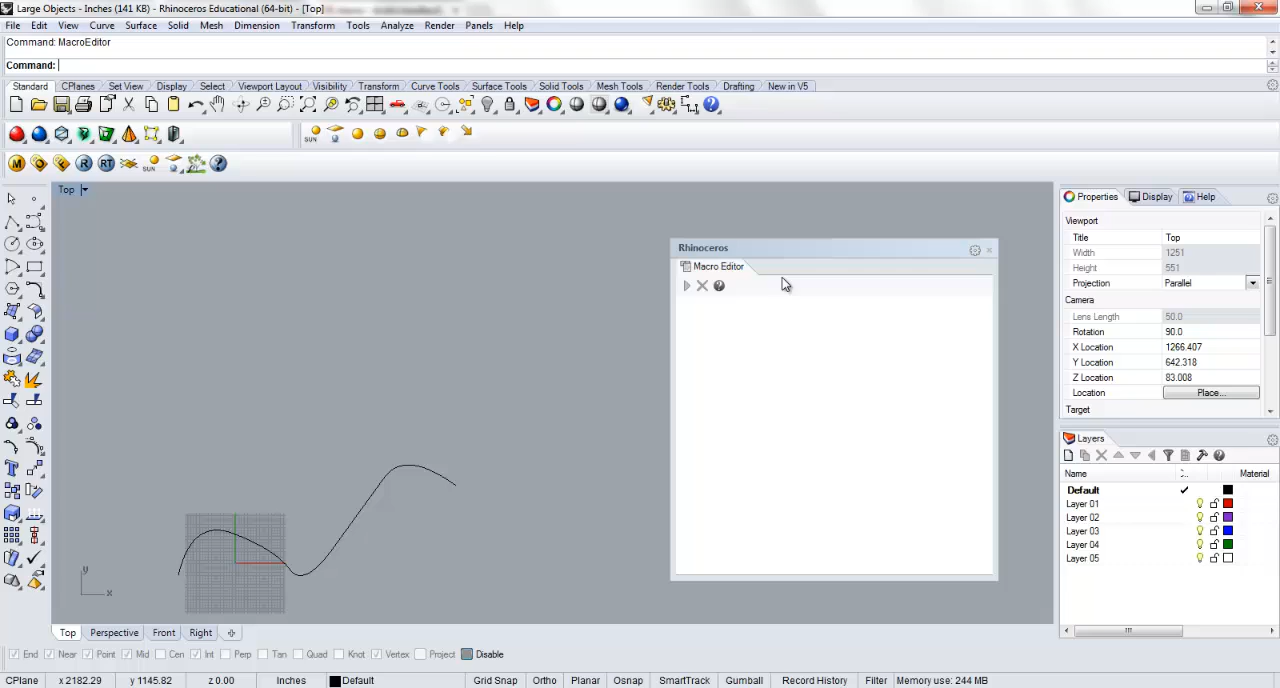 Large Objects - Inches (141 KB) - Rhinoceros Educational (64-bit) - [Top]
File Edit View Curve Surface Solid Mesh Dimension Transform Tools Analyze Render Panels Help
Command: MacroEditor
Command:
Standard CPlanes Set View Display Select Viewport Layout Visibility Transform Curve Tools Surface Tools Solid Tools Mesh Tools Render Tools Drafting New in V5
SUN
M R RT SUN
Top
Properties Display Help
Viewport
Title Top
Width 1251
Height 551
Projection Parallel
Camera
Lens Length 50.0
Rotation 90.0
X Location 1266.407
Y Location 642.318
Z Location 83.008
Location Place...
Target
Rhinoceros
Macro Editor
Layers
Name Material
Default
Layer 01
Layer 02
Layer 03
Layer 04
Layer 05
y
x
Top Perspective Front Right
End Near Point Mid Cen Int Perp Tan Quad Knot Vertex Project Disable
CPlane x 2182.29 y 1145.82 z 0.00 Inches Default Grid Snap Ortho Planar Osnap SmartTrack Gumball Record History Filter Memory use: 244 MB